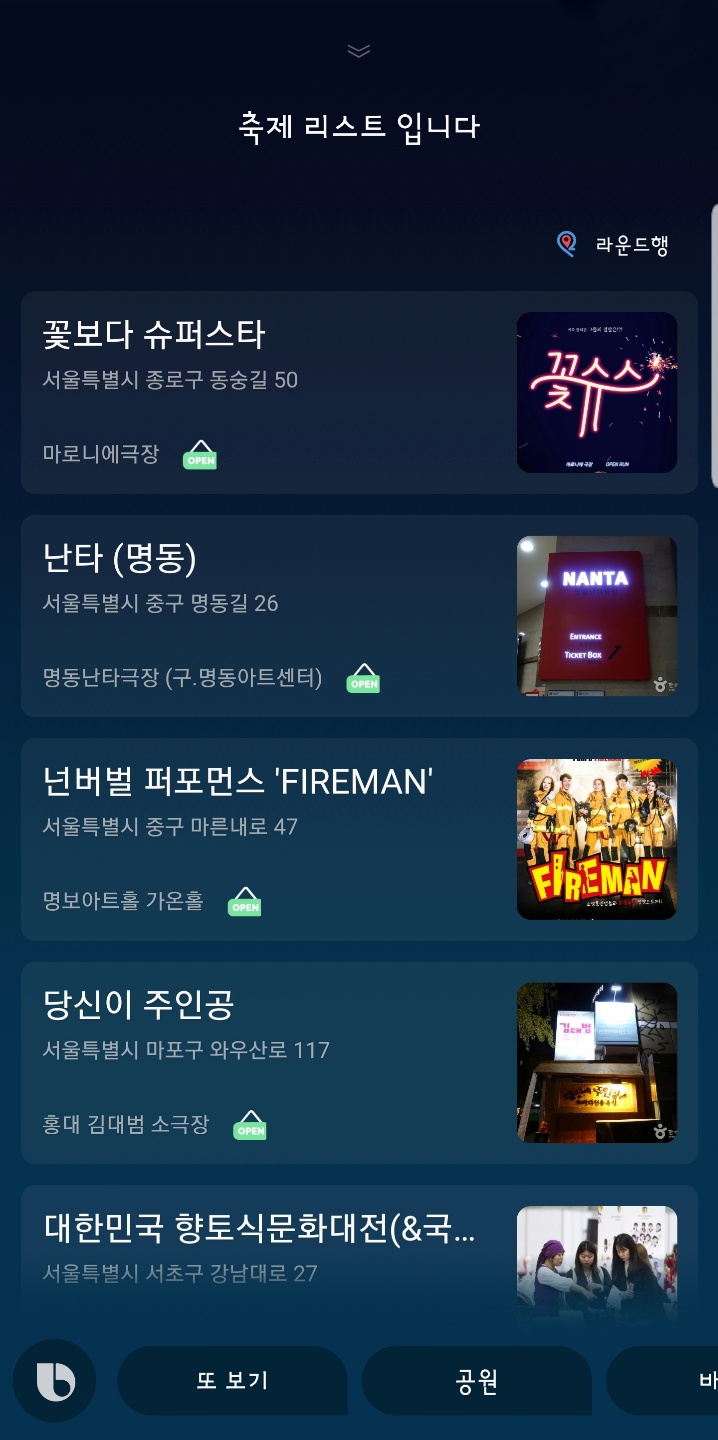 축제 리스트 입니다
라운드행
꽃보다 슈퍼스타
서울특별시 종로구 동숭길 50
마로니에극장
OPEN
꽃슈스
마로니에 극장 OPEN RUN
난타 (명동)
서울특별시 중구 명동길 26
명동난타극장 (구.명동아트센터)
OPEN
NANTA
ENTRANCE
TICKET BOX
넌버벌 퍼포먼스 'FIREMAN'
서울특별시 중구 마른내로 47
명보아트홀 가온홀
OPEN
FIREMAN
당신이 주인공
서울특별시 마포구 와우산로 117
홍대 김대범 소극장
OPEN
김대범
대한민국 향토식문화대전(&국...
서울특별시 서초구 강남대로 27
또 보기
공원